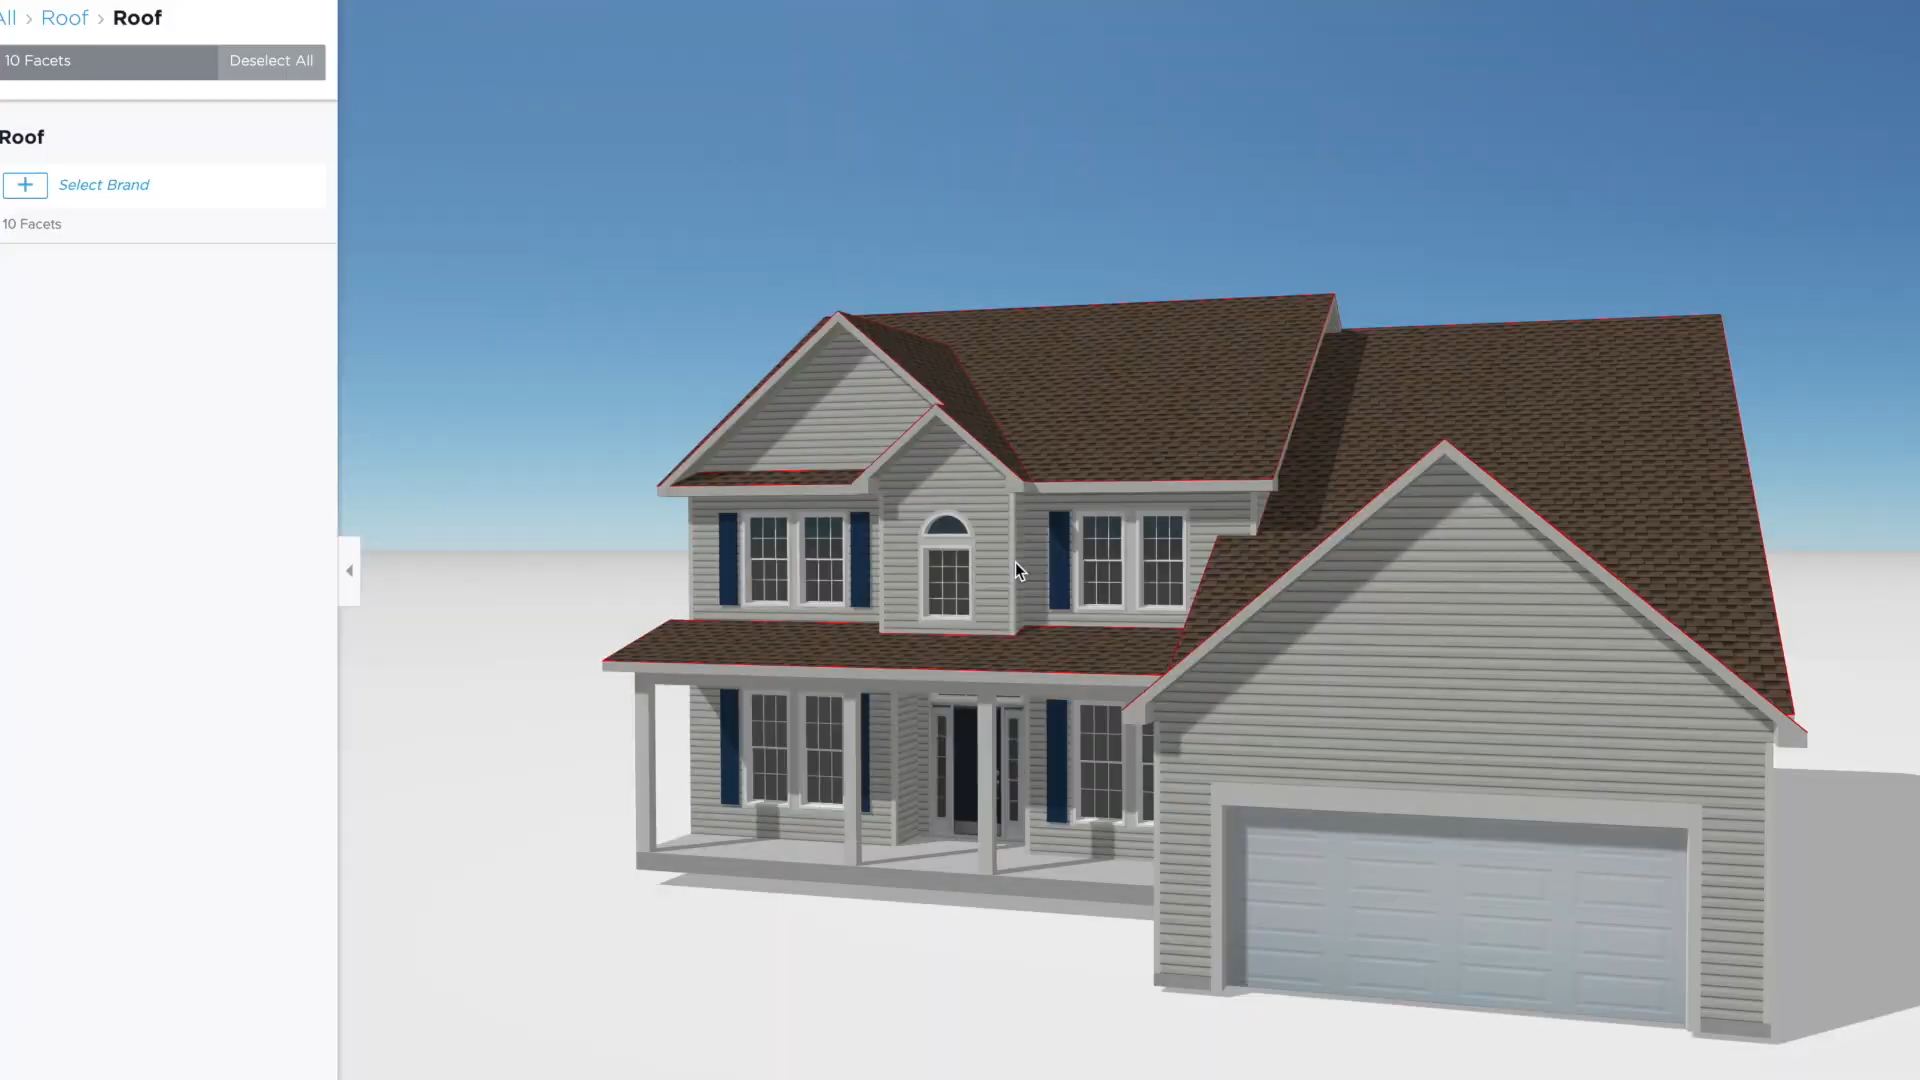 All › Roof › Roof
10 Facets Deselect All
Roof
+ Select Brand
10 Facets